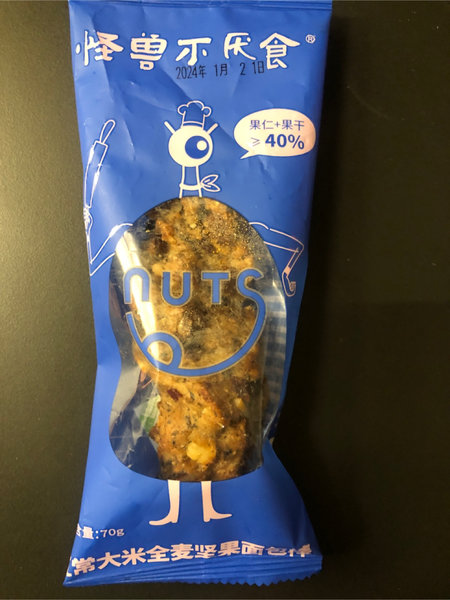 怪兽不厌食®
2024年 1月 21日
果仁+果干
≥ 40%
NUTS
量:70g
常大米全麦坚果面包棒